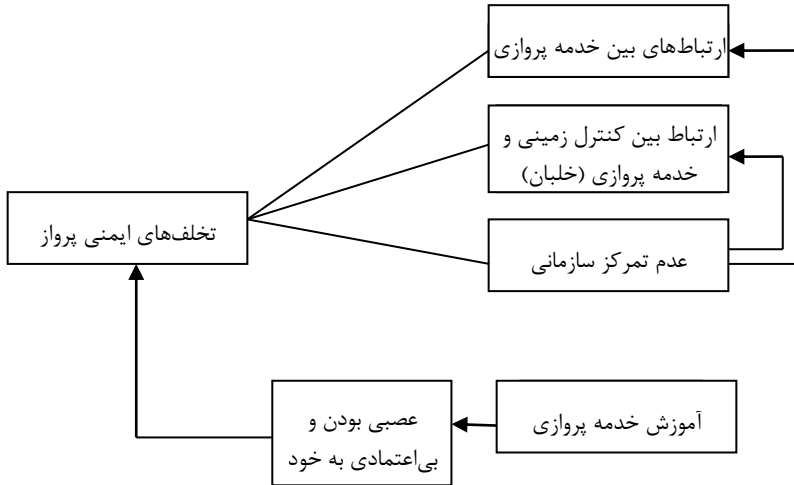 ارتباط‌های بین خدمه پروازی
ارتباط بین کنترل زمینی و
خدمه پروازی (خلبان)
تخلف‌های ایمنی پرواز
عدم تمرکز سازمانی
آموزش خدمه پروازی
عصبی بودن و
بی‌اعتمادی به خود